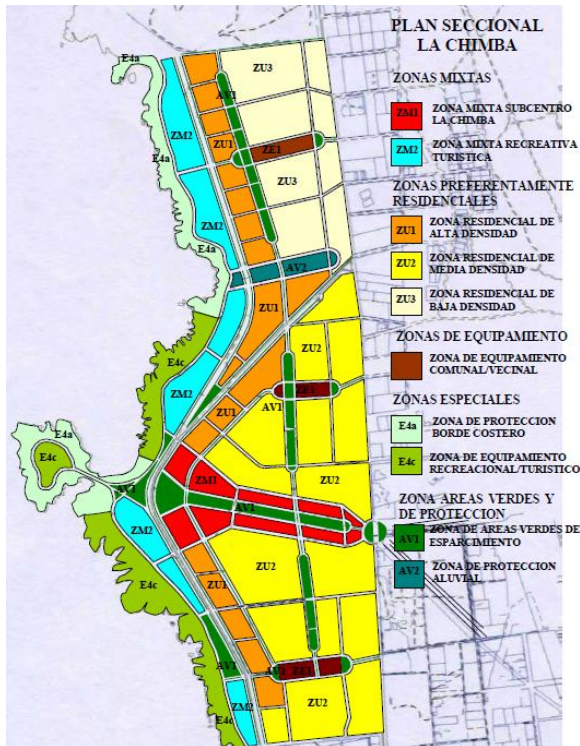 PLAN SECCIONAL
LA CHIMBA
ZONAS MIXTAS
ZM1 ZONA MIXTA SUBCENTRO
LA CHIMBA
ZM2 ZONA MIXTA RECREATIVA
TURISTICA
ZONAS PREFERENTAMENTE
RESIDENCIALES
ZU1 ZONA RESIDENCIAL DE
ALTA DENSIDAD
ZU2 ZONA RESIDENCIAL DE
MEDIA DENSIDAD
ZU3 ZONA RESIDENCIAL DE
BAJA DENSIDAD
ZONAS DE EQUIPAMIENTO
ZONA DE EQUIPAMIENTO
COMUNAL/VECINAL
ZONAS ESPECIALES
E4a ZONA DE PROTECCION
BORDE COSTERO
E4c ZONA DE EQUIPAMIENTO
RECREACIONAL/TURISTICO
ZONA AREAS VERDES Y
DE PROTECCION
AV1 ZONA DE AREAS VERDES DE
ESPARCIMIENTO
AV2 ZONA DE PROTECCION
ALUVIAL
E4a
ZU3
AV1
ZM2
ZU1
ZE1
E4a
ZU3
ZM2
E4a
AV2
ZU1
ZU2
E4c
ZM2
ZE1
AV1
ZU1
E4a
E4c
ZM1
ZU2
AV1
AV1
ZM2
ZU2
E4c
ZU1
AV1
AV1
ZE1
ZM2
ZU2
E4c